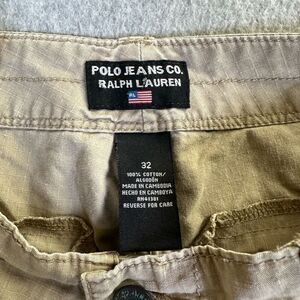 POLO JEANS CO.
RALPH LAUREN
RL
32
100% COTTON/
ALGODÓN
MADE IN CAMBODIA
HECHO EN CAMBOYA
RN41381
REVERSE FOR CARE